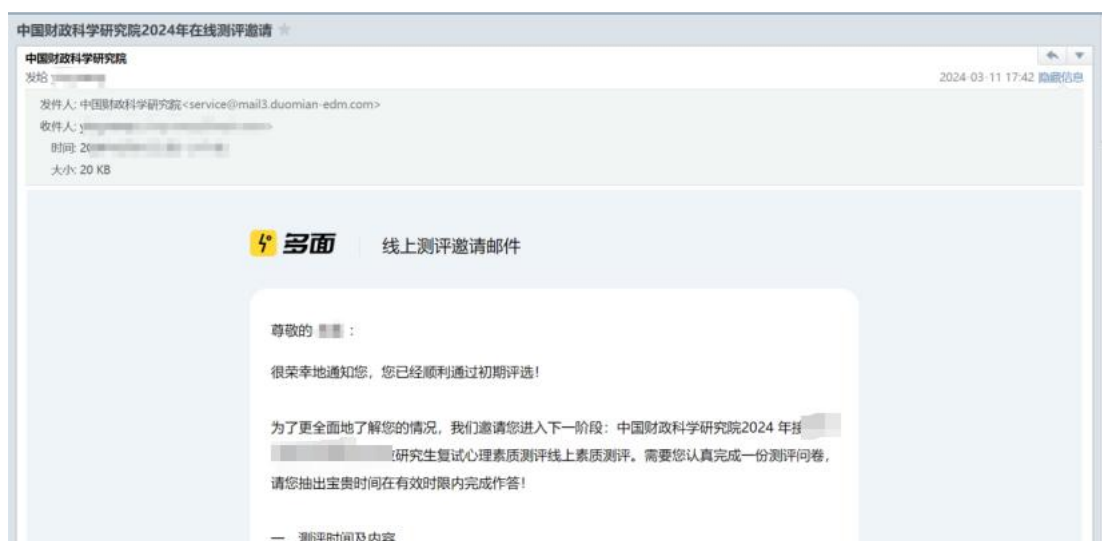 中国财政科学研究院2024年在线测评邀请
中国财政科学研究院
发给
2024-03-11 17:42 隐藏信息
发件人: 中国财政科学研究院<service@mail3.duomian-edm.com>
收件人:
时间: 2
大小: 20 KB
多面 线上测评邀请邮件
尊敬的 :
很荣幸地通知您，您已经顺利通过初期评选！
为了更全面地了解您的情况，我们邀请您进入下一阶段：中国财政科学研究院2024 年接
研究生复试心理素质测评线上素质测评。需要您认真完成一份测评问卷，
请您抽出宝贵时间在有效时限内完成作答！
一 测评时间及内容